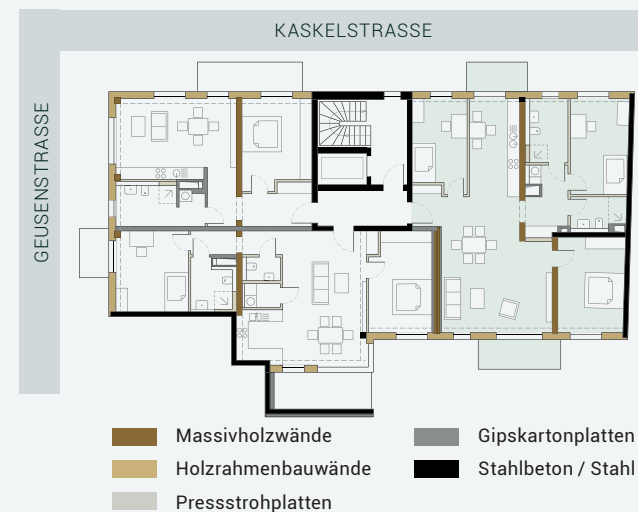 KASKELSTRASSE
GEUSENSTRASSE
Massivholzwände
Holzrahmenbauwände
Pressstrohplatten
Gipskartonplatten
Stahlbeton / Stahl